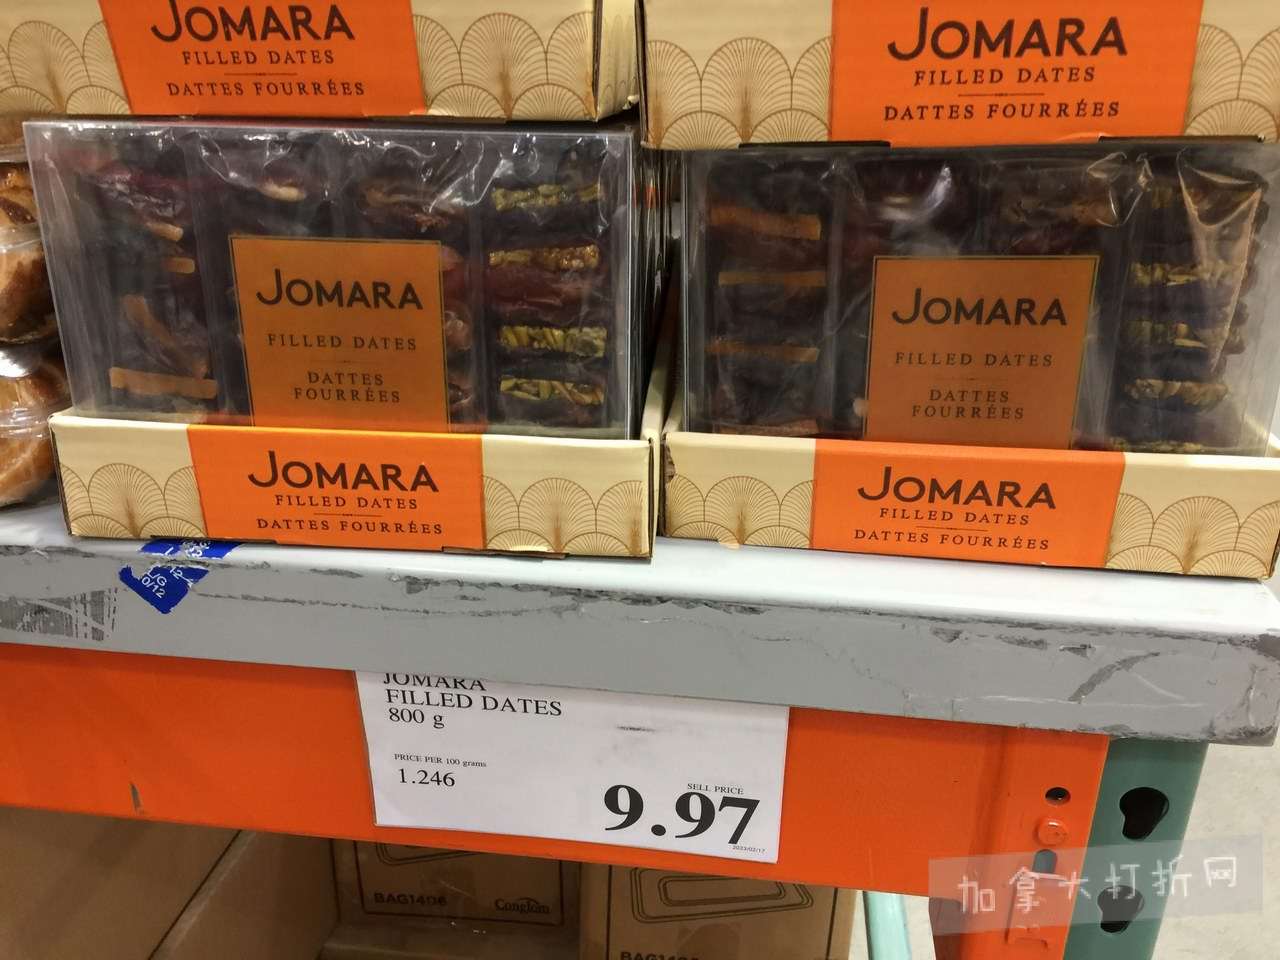 JOMARA
FILLED DATES
DATTES FOURRÉES
JOMARA
FILLED DATES
DATTES FOURRÉES
JOMARA
FILLED DATES
DATTES
FOURRÉES
JOMARA
FILLED DATES
DATTES
FOURRÉES
JOMARA
FILLED DATES
DATTES FOURRÉES
JOMARA
FILLED DATES
DATTES FOURRÉES
JOMARA
FILLED DATES
800 g
PRICE PER 100 grams
1.246
SELL PRICE
9.97
2023/02/17
BAG1406
Conglom
加拿大打折网